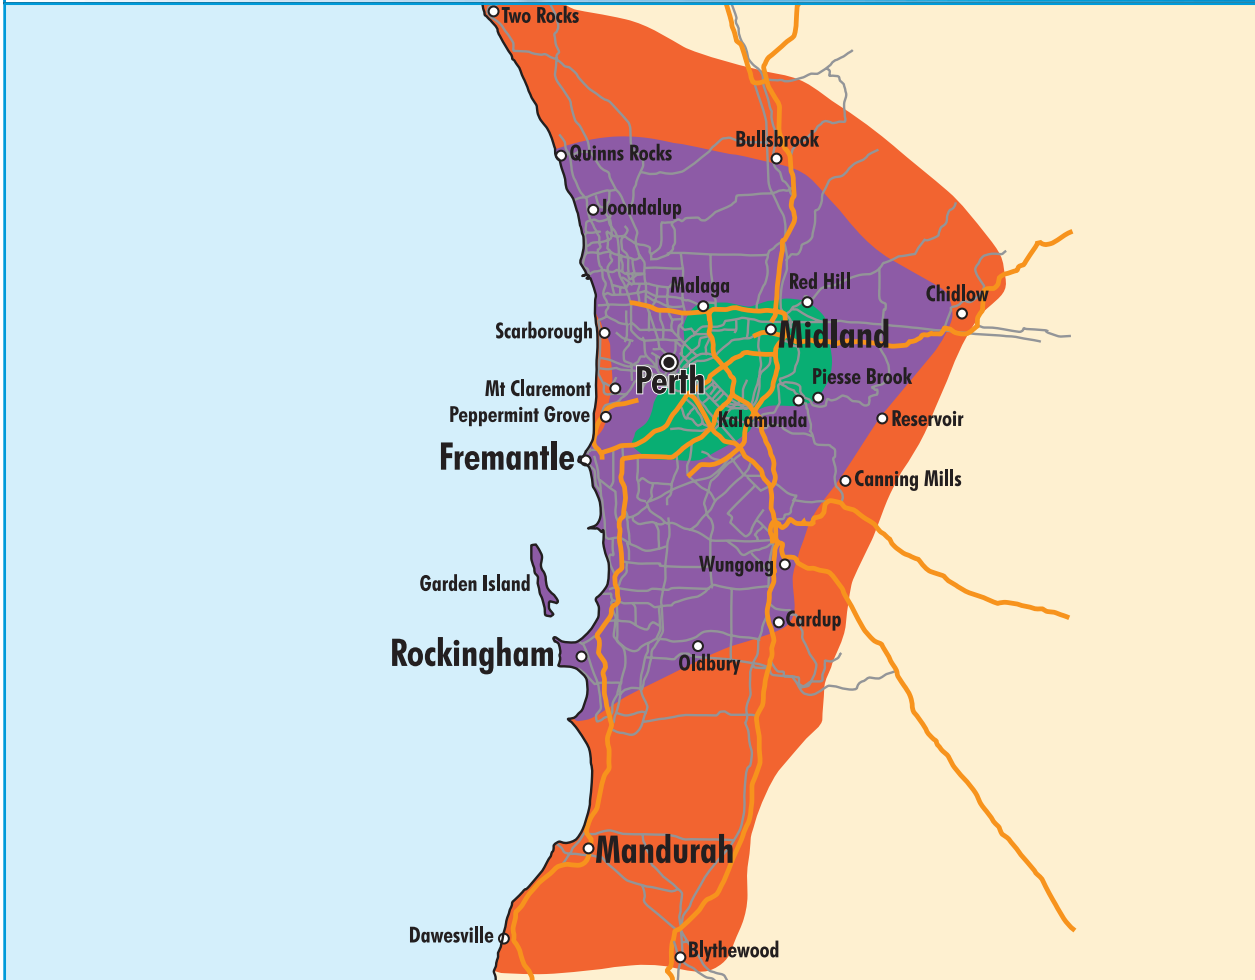 Two Rocks
Bullsbrook
Quinns Rocks
Joondalup
Red Hill
Malaga
Chidlow
Scarborough
Midland
Perth
Piesse Brook
Mt Claremont
Peppermint Grove
Kalamunda
Reservoir
Fremantle
Canning Mills
Wungong
Garden Island
Cardup
Rockingham
Oldbury
Mandurah
Dawesville
Blythewood